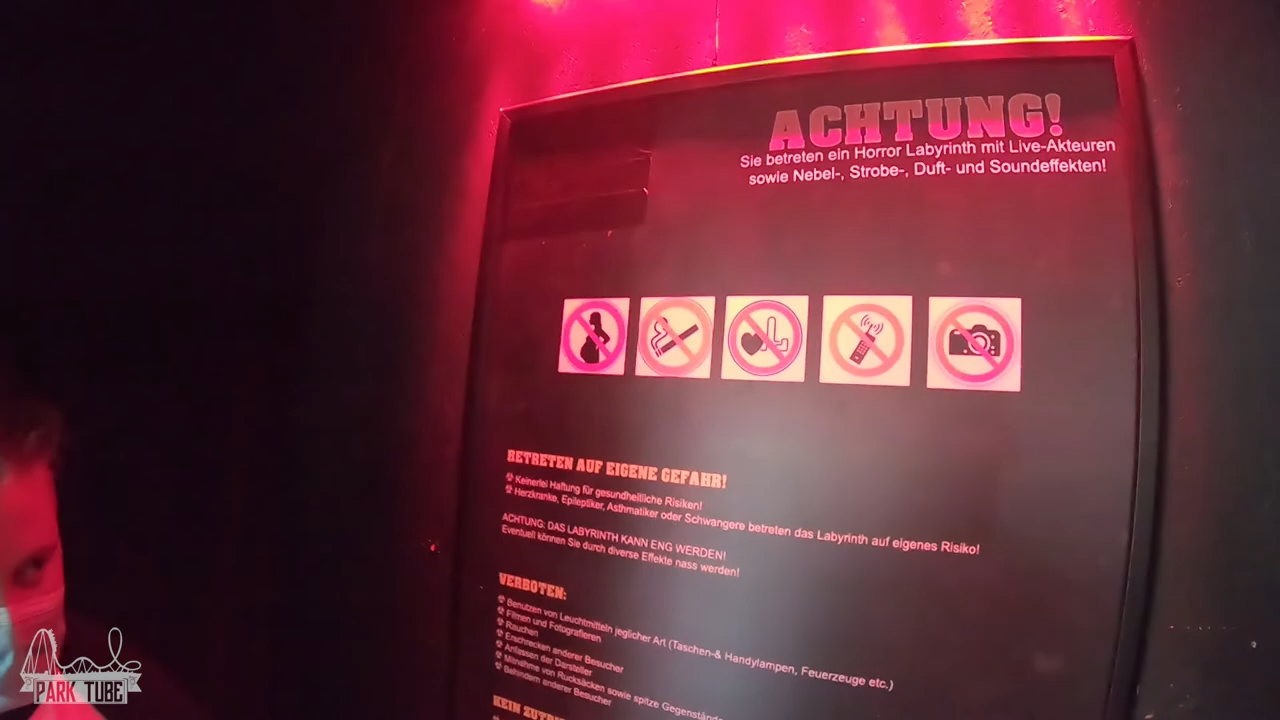 ACHTUNG!
Sie betreten ein Horror Labyrinth mit Live-Akteuren
sowie Nebel-, Strobe-, Duft- und Soundeffekten!
BETRETEN AUF EIGENE GEFAHR!
Keinerlei Haftung für gesundheitliche Risiken!
Herzkranke, Epileptiker, Asthmatiker oder Schwangere betreten das Labyrinth auf eigenes Risiko!
ACHTUNG: DAS LABYRINTH KANN ENG WERDEN!
Eventuell können Sie durch diverse Effekte nass werden!
VERBOTEN:
Benutzen von Leuchtmitteln jeglicher Art (Taschen-& Handylampen, Feuerzeuge etc.)
Filmen und Fotografieren
Rauchen
Erschrecken anderer Besucher
Anfassen der Darsteller
Mitnahme von Rucksäcken sowie spitze Gegenstände
Behindern anderer Besucher
KEIN
PARK TUBE